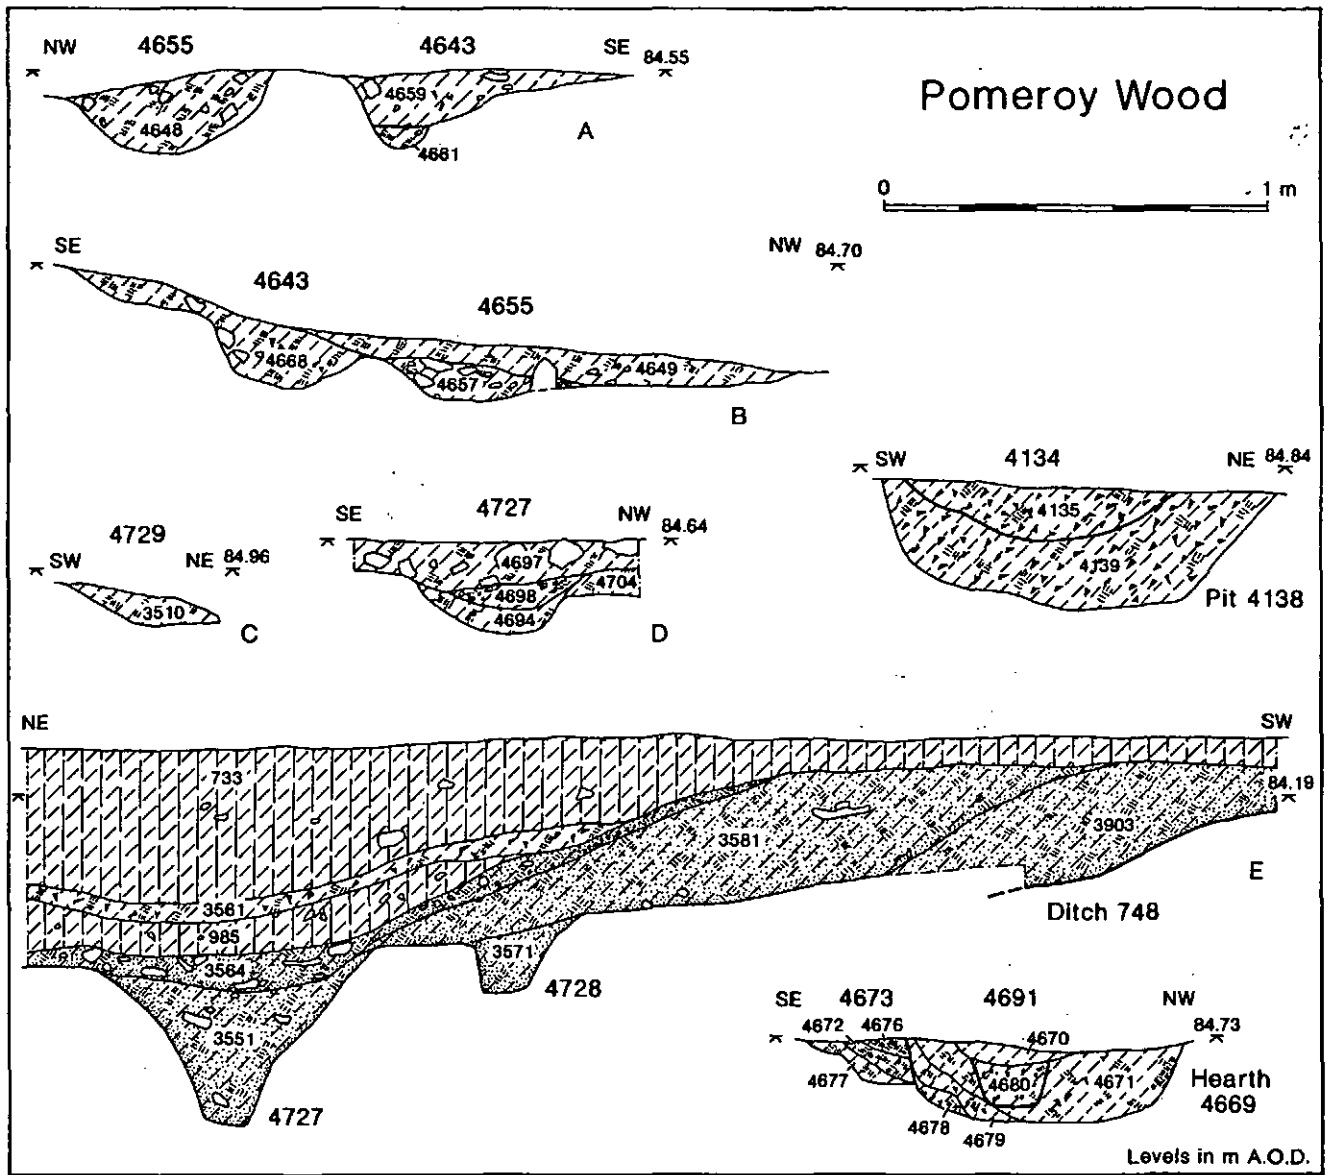 NW 4655 4643 SE 84.55
4659
4648
4661
A
Pomeroy Wood
0 1 m
SE NW 84.70
4643
4655
4668
4657
4649
B
SW 4134 NE 84.84
4135
4139
Pit 4138
4729
SW NE 84.96
3510
C
SE 4727 NW 84.64
4697
4704
4698
4694
D
NE SW
733
84.19
3581
3903
E
3561
985
3564
3571
Ditch 748
4728
3551
4727
SE 4673 4691 NW
4672 4676 4670 84.73
4677 4680 4671
Hearth
4669
4678 4679
Levels in m A.O.D.